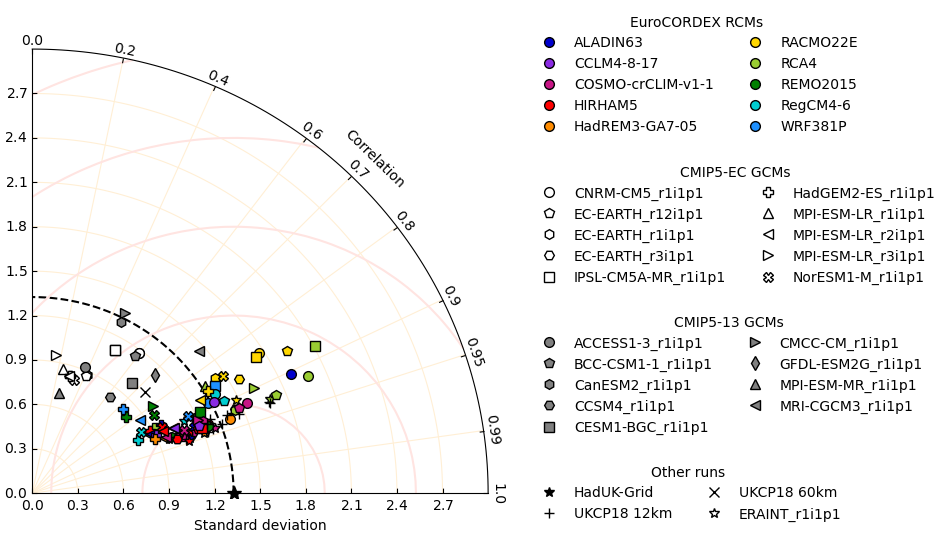 EuroCORDEX RCMs
ALADIN63
CCLM4-8-17
COSMO-crCLIM-v1-1
HIRHAM5
HadREM3-GA7-05
RACMO22E
RCA4
REMO2015
RegCM4-6
WRF381P
CMIP5-EC GCMs
CNRM-CM5_r1i1p1
EC-EARTH_r12i1p1
EC-EARTH_r1i1p1
EC-EARTH_r3i1p1
IPSL-CM5A-MR_r1i1p1
HadGEM2-ES_r1i1p1
MPI-ESM-LR_r1i1p1
MPI-ESM-LR_r2i1p1
MPI-ESM-LR_r3i1p1
NorESM1-M_r1i1p1
CMIP5-13 GCMs
ACCESS1-3_r1i1p1
BCC-CSM1-1_r1i1p1
CanESM2_r1i1p1
CCSM4_r1i1p1
CESM1-BGC_r1i1p1
CMCC-CM_r1i1p1
GFDL-ESM2G_r1i1p1
MPI-ESM-MR_r1i1p1
MRI-CGCM3_r1i1p1
Other runs
HadUK-Grid
UKCP18 12km
UKCP18 60km
ERAINT_r1i1p1
0.0
0.2
0.4
0.6
0.7
0.8
0.9
0.95
0.99
1.0
Correlation
2.7
2.4
2.1
1.8
1.5
1.2
0.9
0.6
0.3
0.0
0.0 0.3 0.6 0.9 1.2 1.5 1.8 2.1 2.4 2.7
Standard deviation